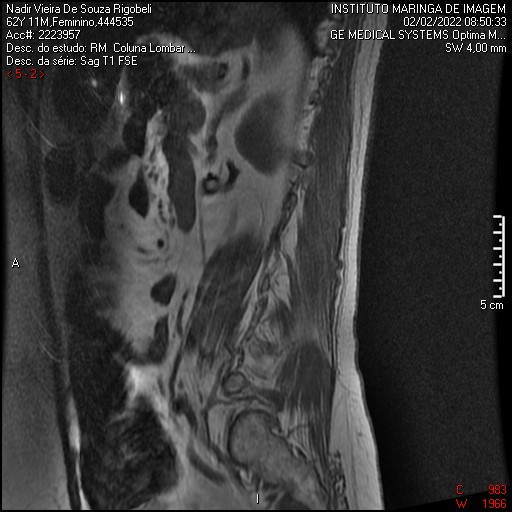 Nadir Vieira De Souza Rigobeli
62Y 11M,Feminino,444535
Acc#: 2223957
Desc. do estudo: RM Coluna Lombar ...
Desc. da série: Sag T1 FSE
< 5 - 2 >
INSTITUTO MARINGA DE IMAGEM
02/02/2022 08:50:33
GE MEDICAL SYSTEMS Optima M...
SW 4,00 mm
A
5 cm
I
C 983
W 1966